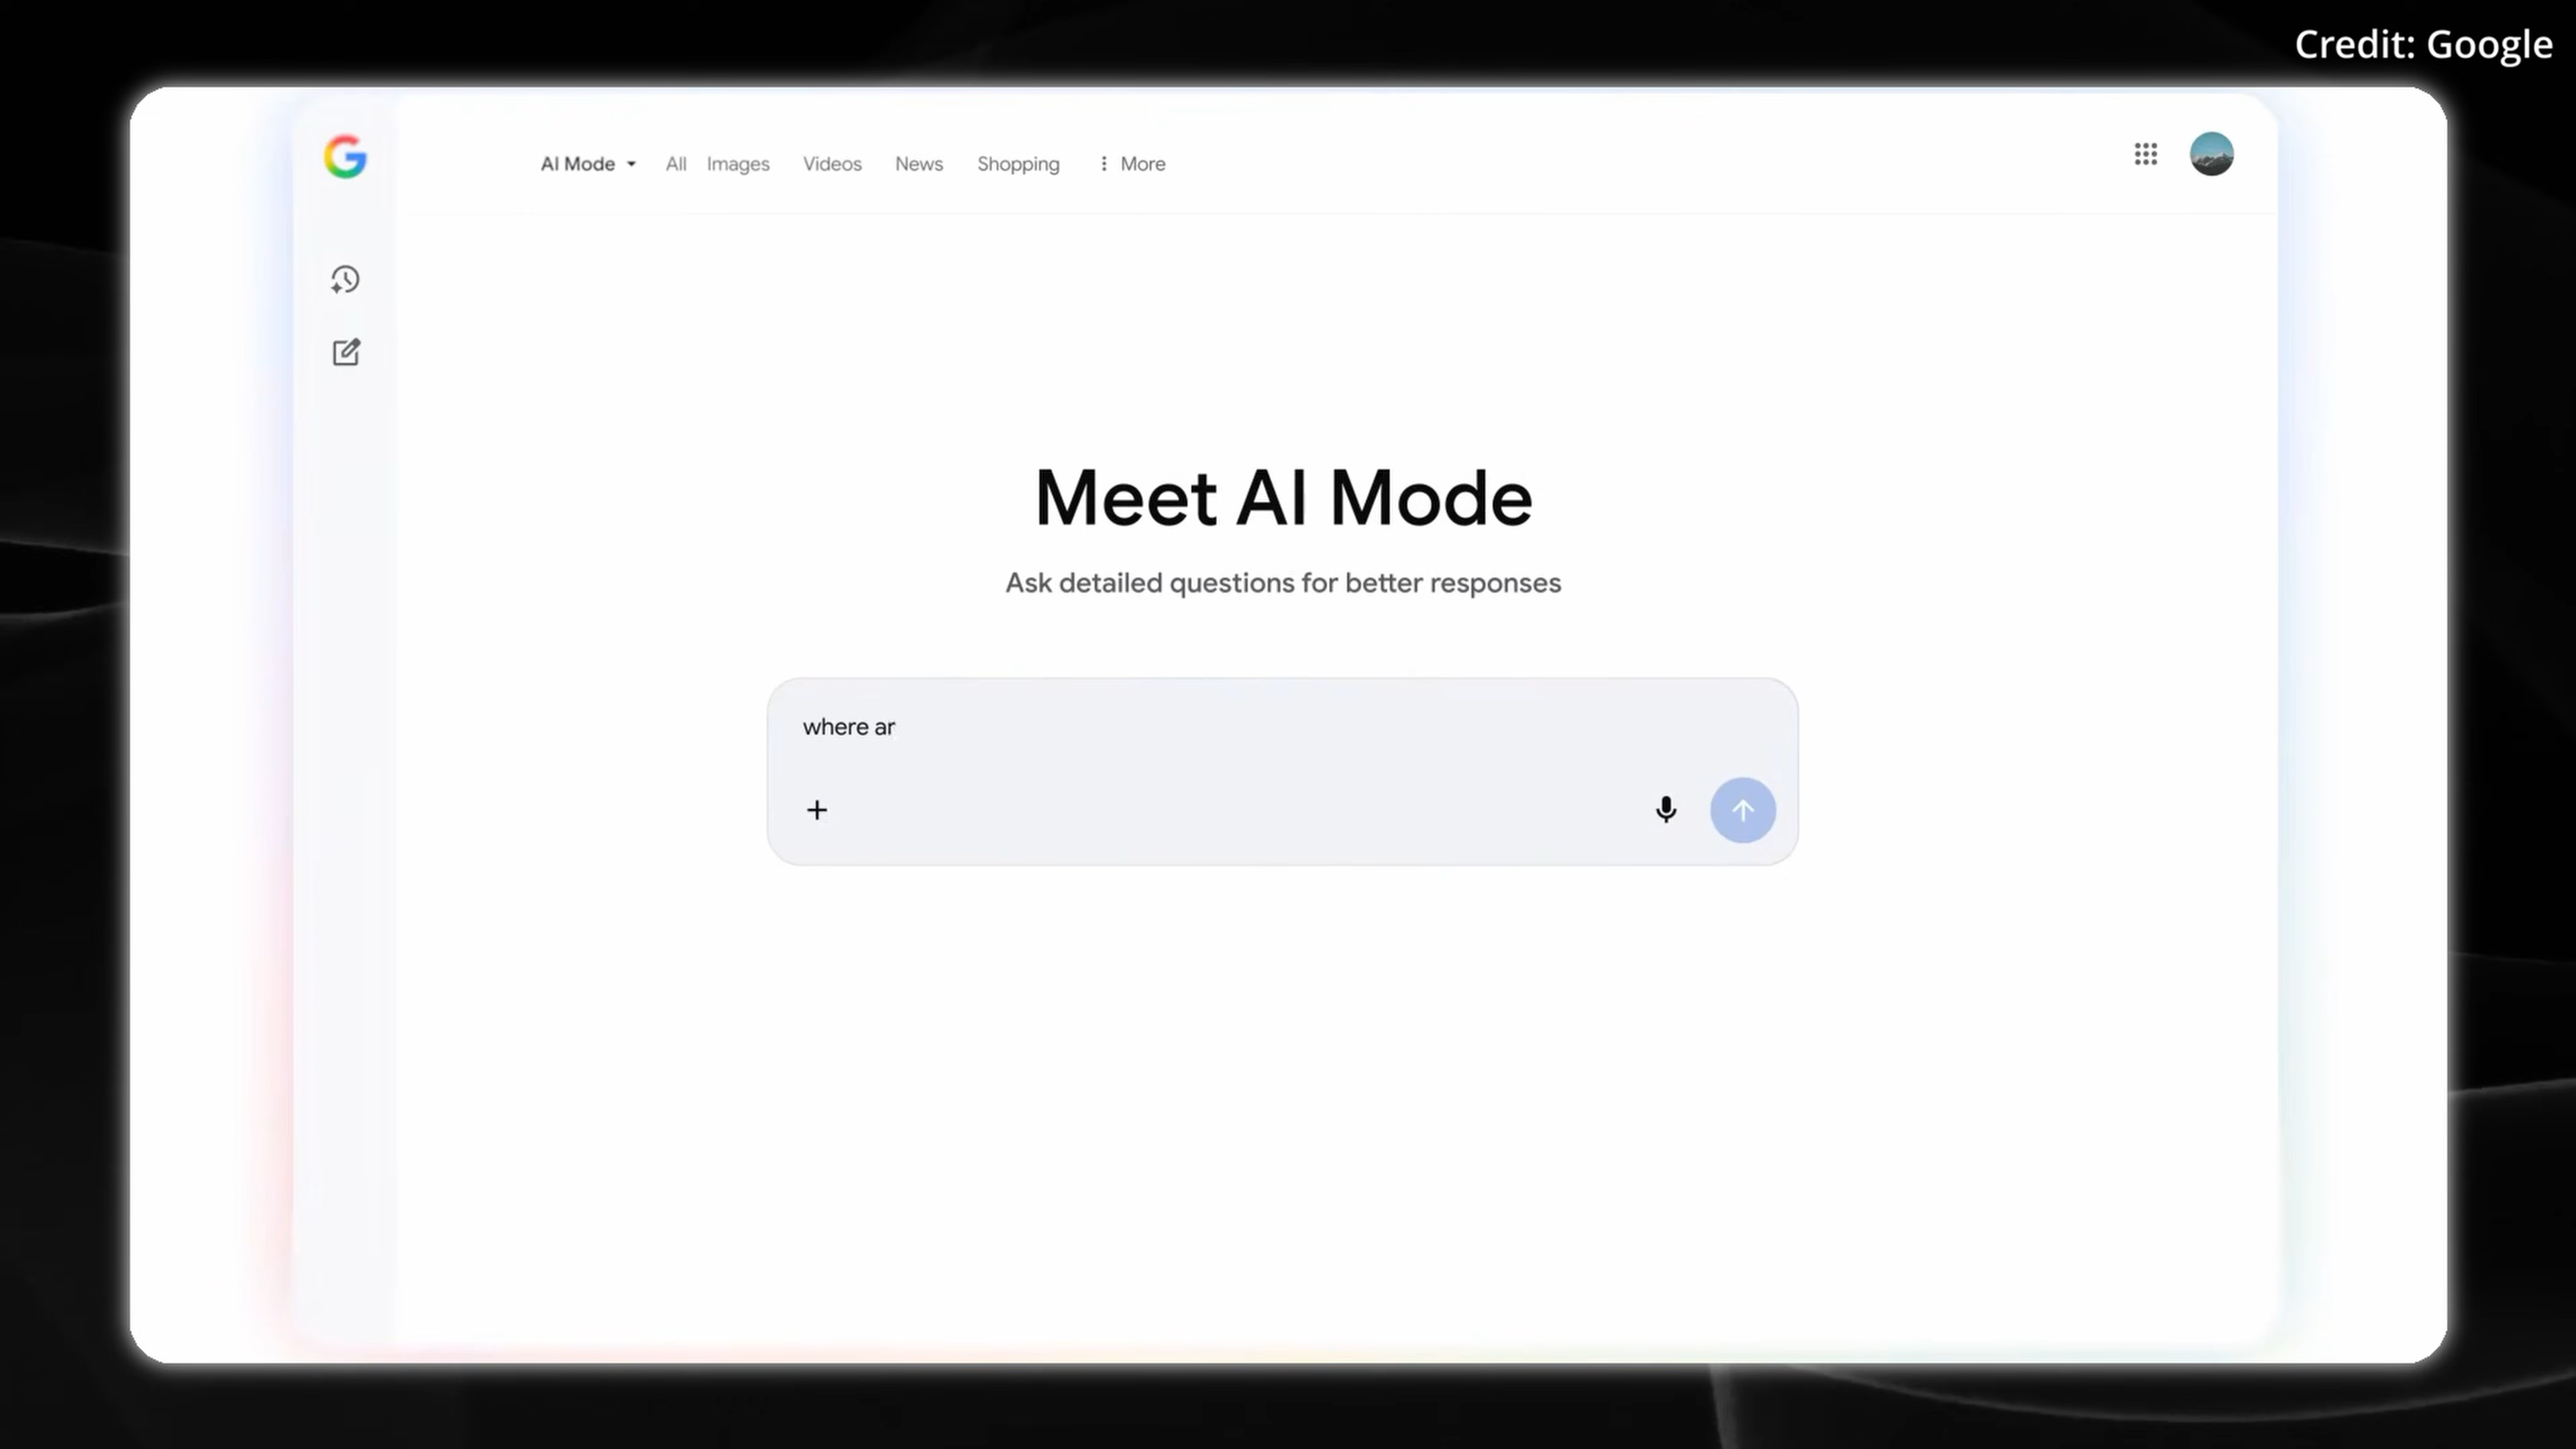 Credit: Google
AI Mode All Images Videos News Shopping More
Meet AI Mode
Ask detailed questions for better responses
where ar